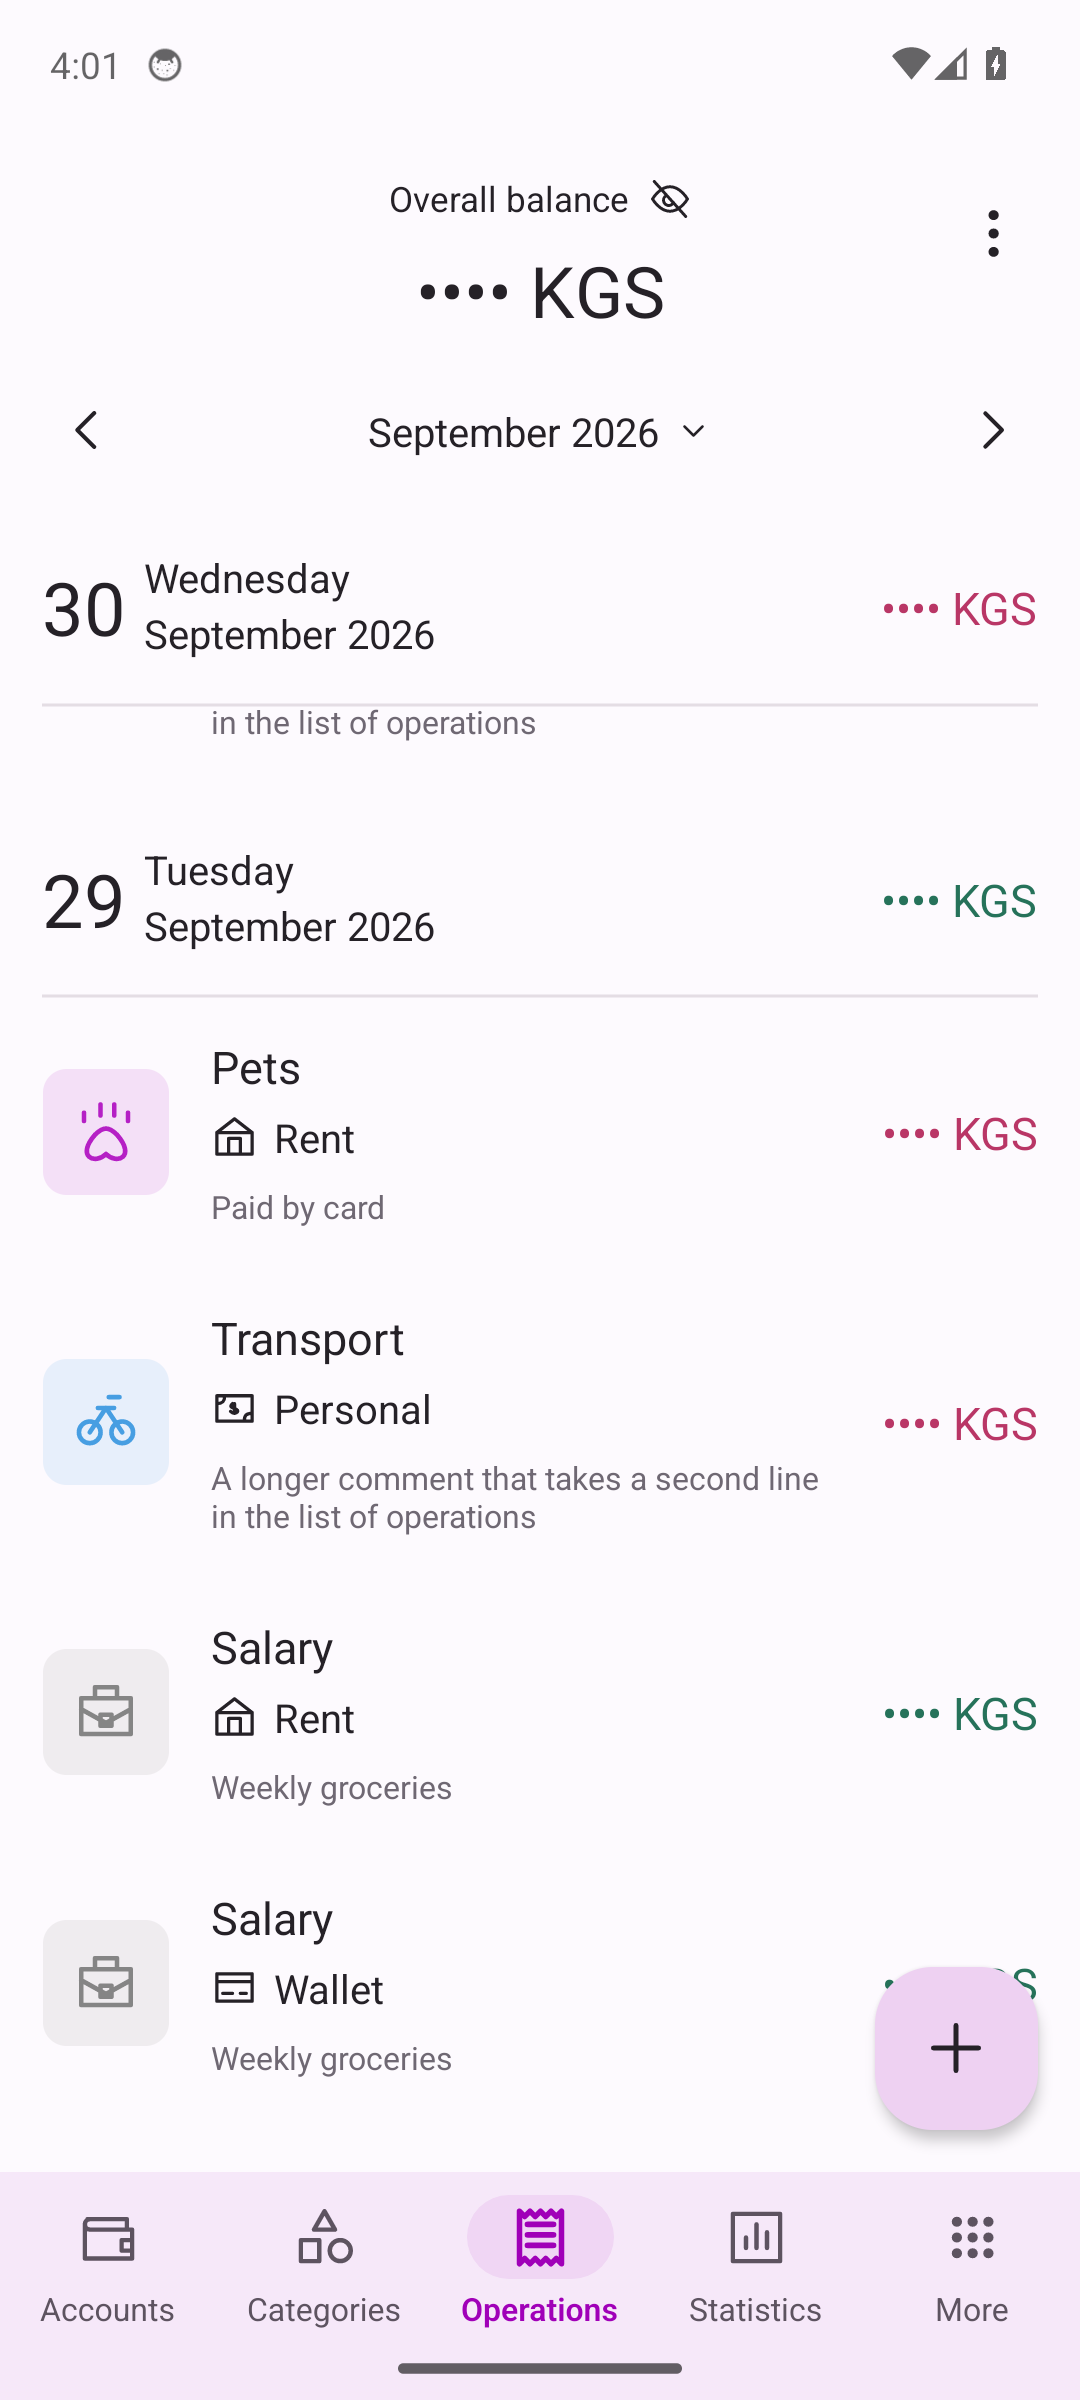 4:01
Overall balance
•••• KGS
September 2026
30
Wednesday
September 2026
•••• KGS
in the list of operations
29
Tuesday
September 2026
•••• KGS
Pets
Rent
Paid by card
•••• KGS
Transport
Personal
A longer comment that takes a second line
in the list of operations
•••• KGS
Salary
Rent
Weekly groceries
•••• KGS
Salary
Wallet
Weekly groceries
Accounts
Categories
Operations
Statistics
More